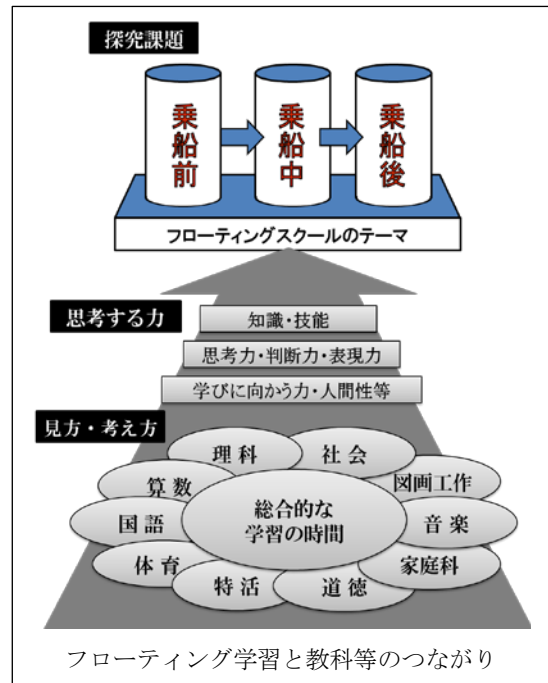 探究課題
乗船前
乗船中
乗船後
フローティングスクールのテーマ
思考する力
知識・技能
思考力・判断力・表現力
学びに向かう力・人間性等
見方・考え方
理科
社会
算数
図画工作
国語
総合的な
学習の時間
音楽
体育
家庭科
特活
道徳
フローティング学習と教科等のつながり